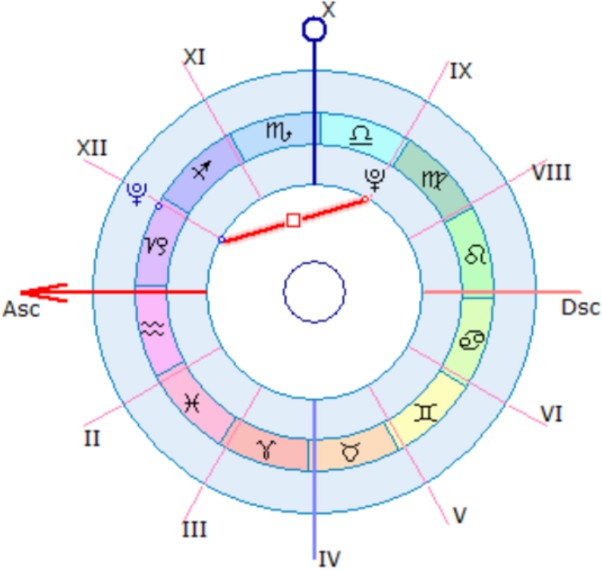 X
XI
IX
♏
♎
XII
♐
♇
♍
VIII
♇
♑
♌
Asc
Dsc
♒
♋
♓
♊
VI
II
♈
♉
III
V
IV